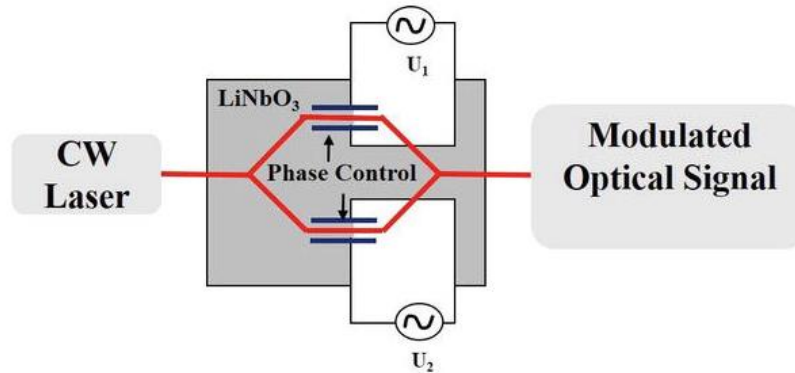 U₁
LiNbO₃
CW
Laser
Phase Control
Modulated
Optical Signal
U₂